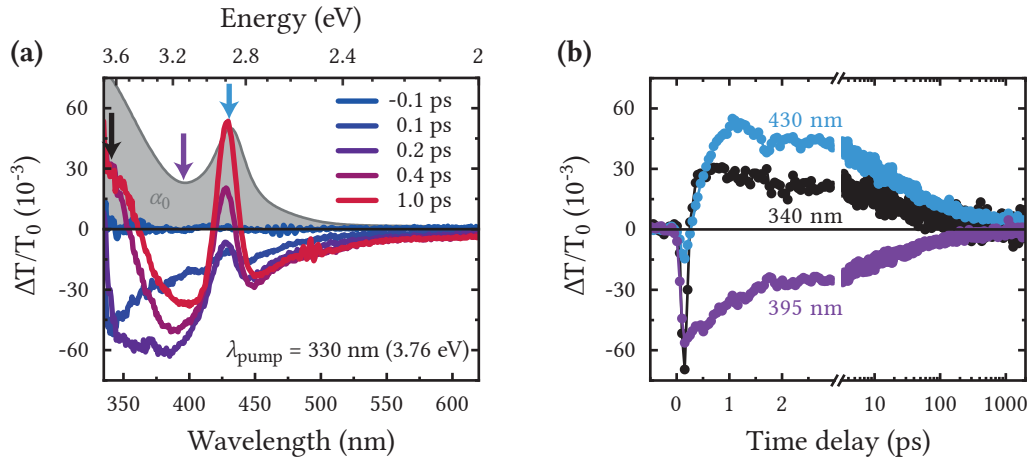 (a)
Energy (eV)
3.6 3.2 2.8 2.4 2
ΔT/T₀ (10⁻³)
60
30
0
-30
-60
-0.1 ps
0.1 ps
0.2 ps
0.4 ps
1.0 ps
α₀
λpump = 330 nm (3.76 eV)
350 400 450 500 550 600
Wavelength (nm)
(b)
ΔT/T₀ (10⁻³)
60
30
0
-30
-60
430 nm
340 nm
395 nm
0 1 2 10 100 1000
Time delay (ps)